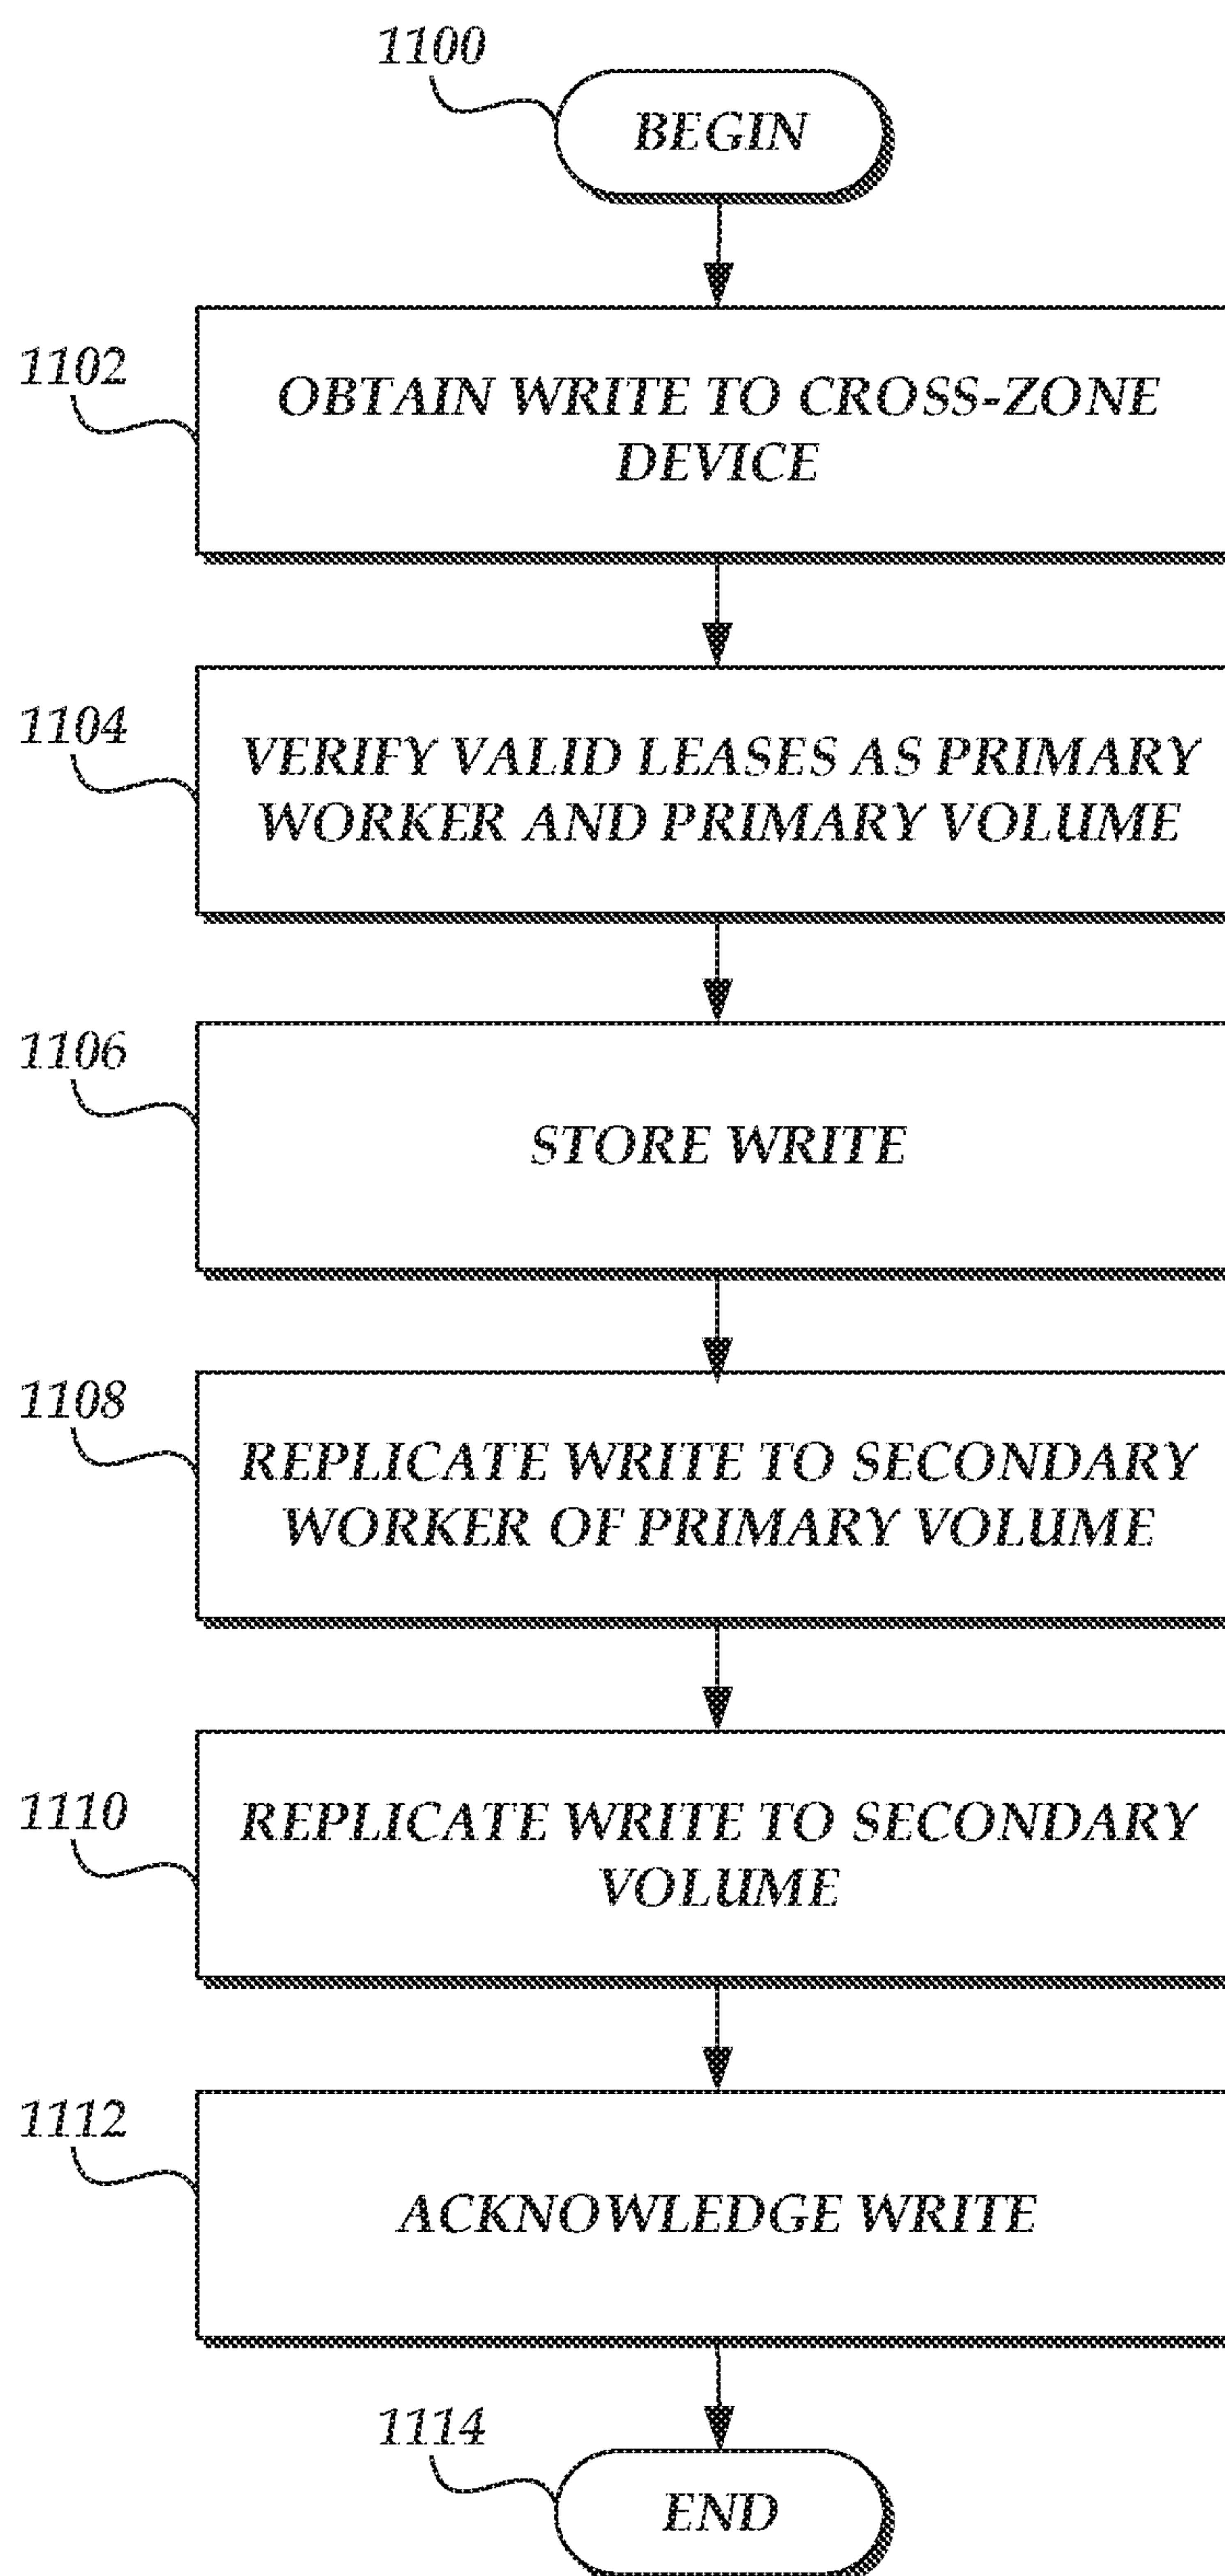 1100
BEGIN
1102
OBTAIN WRITE TO CROSS-ZONE
DEVICE
1104
VERIFY VALID LEASES AS PRIMARY
WORKER AND PRIMARY VOLUME
1106
STORE WRITE
1108
REPLICATE WRITE TO SECONDARY
WORKER OF PRIMARY VOLUME
1110
REPLICATE WRITE TO SECONDARY
VOLUME
1112
ACKNOWLEDGE WRITE
1114
END